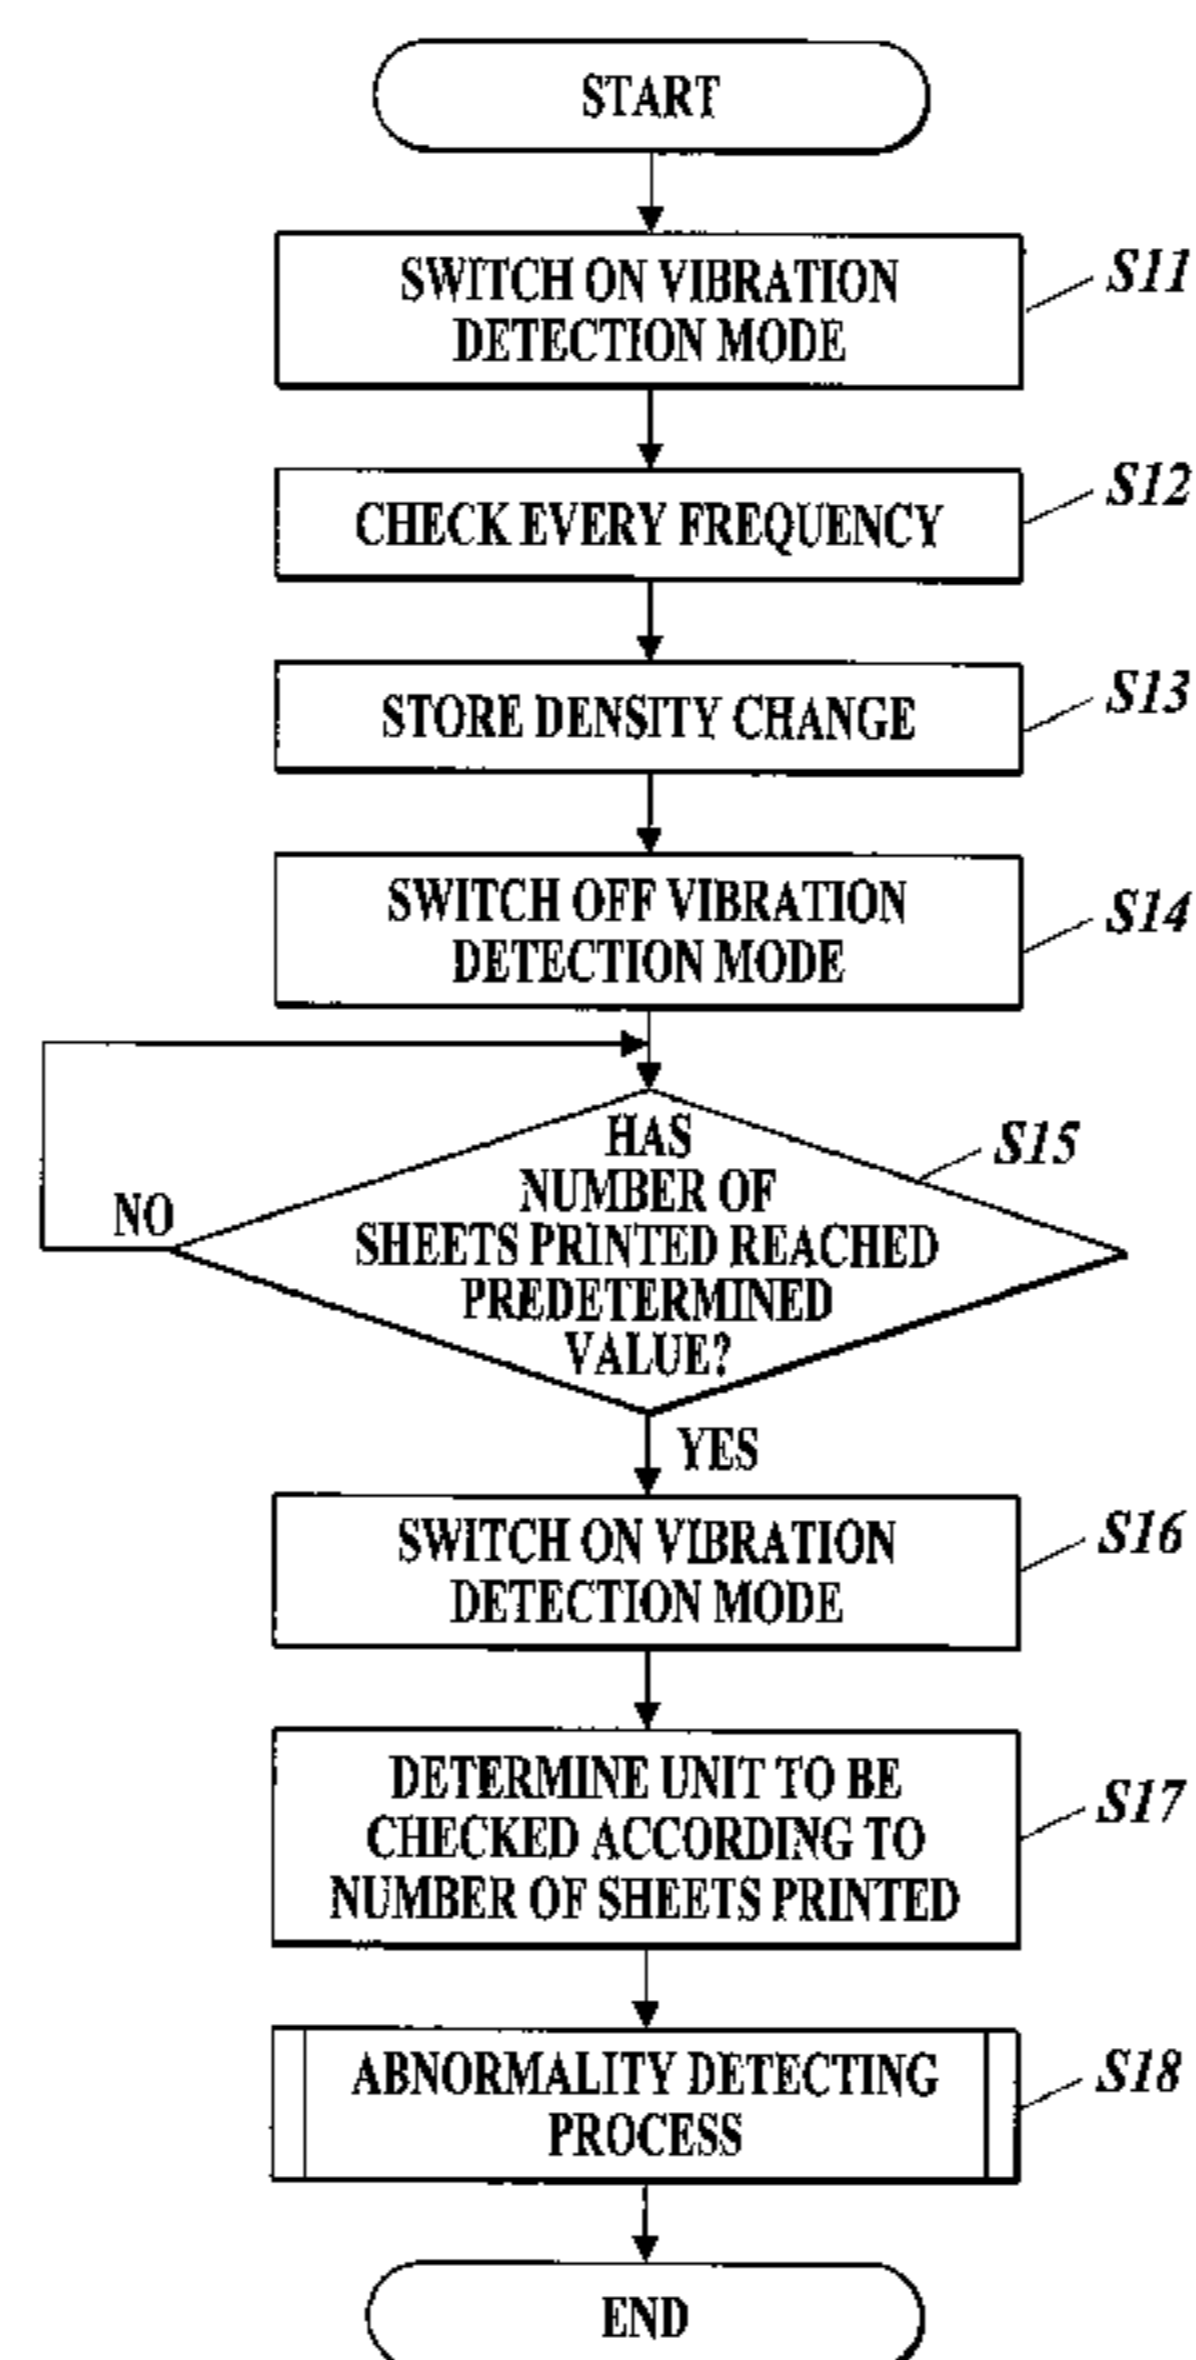 START
SWITCH ON VIBRATION
DETECTION MODE
S11
CHECK EVERY FREQUENCY
S12
STORE DENSITY CHANGE
S13
SWITCH OFF VIBRATION
DETECTION MODE
S14
HAS
NUMBER OF
SHEETS PRINTED REACHED
PREDETERMINED
VALUE?
S15
NO
YES
SWITCH ON VIBRATION
DETECTION MODE
S16
DETERMINE UNIT TO BE
CHECKED ACCORDING TO
NUMBER OF SHEETS PRINTED
S17
ABNORMALITY DETECTING
PROCESS
S18
END